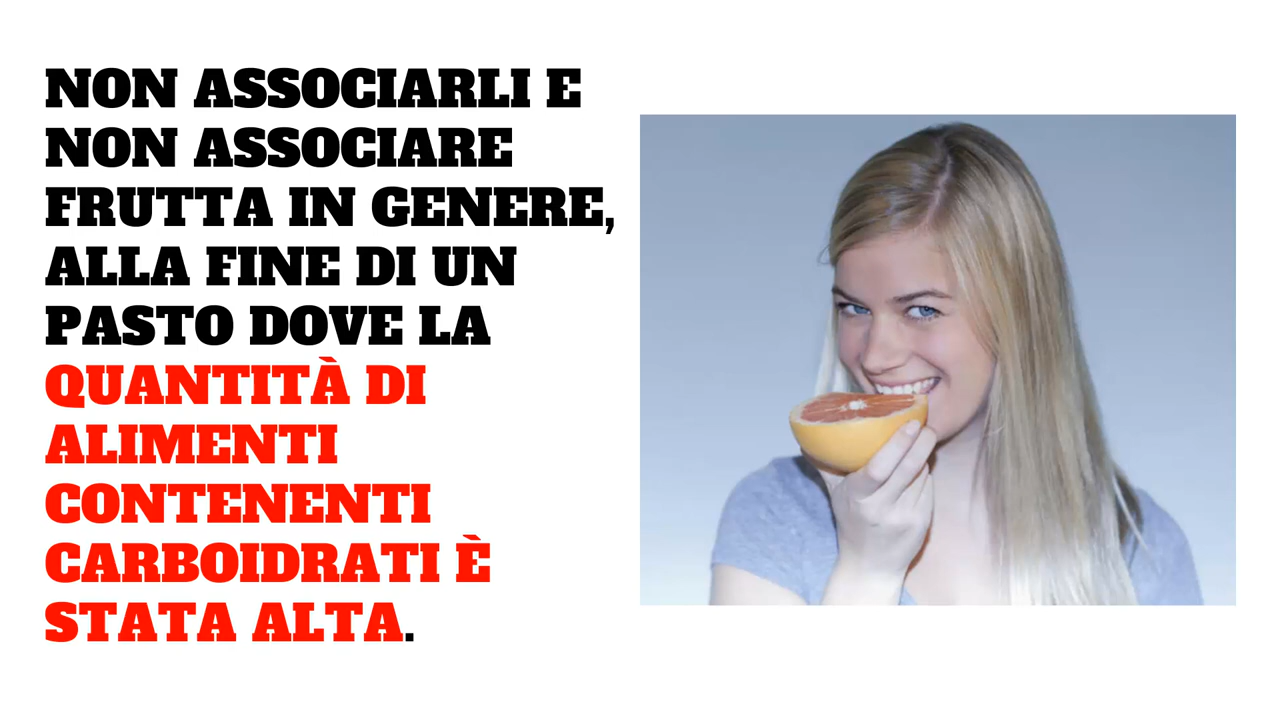 NON ASSOCIARLI E
NON ASSOCIARE
FRUTTA IN GENERE,
ALLA FINE DI UN
PASTO DOVE LA
QUANTITÀ DI
ALIMENTI
CONTENENTI
CARBOIDRATI È
STATA ALTA.